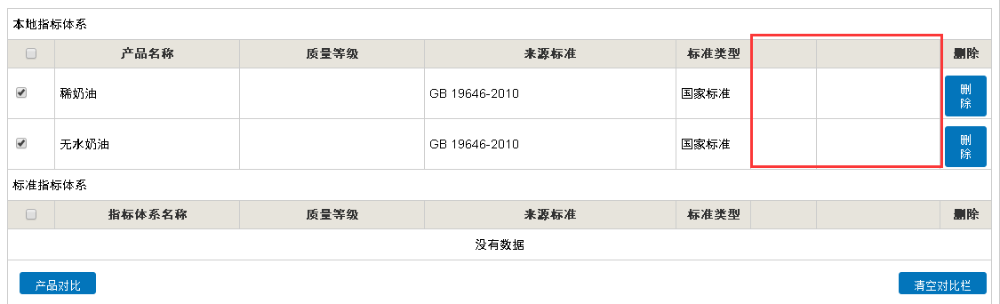 本地指标体系
产品名称 质量等级 来源标准 标准类型 删除
稀奶油 GB 19646-2010 国家标准 删除
无水奶油 GB 19646-2010 国家标准 删除
标准指标体系
指标体系名称 质量等级 来源标准 标准类型 删除
没有数据
产品对比 清空对比栏